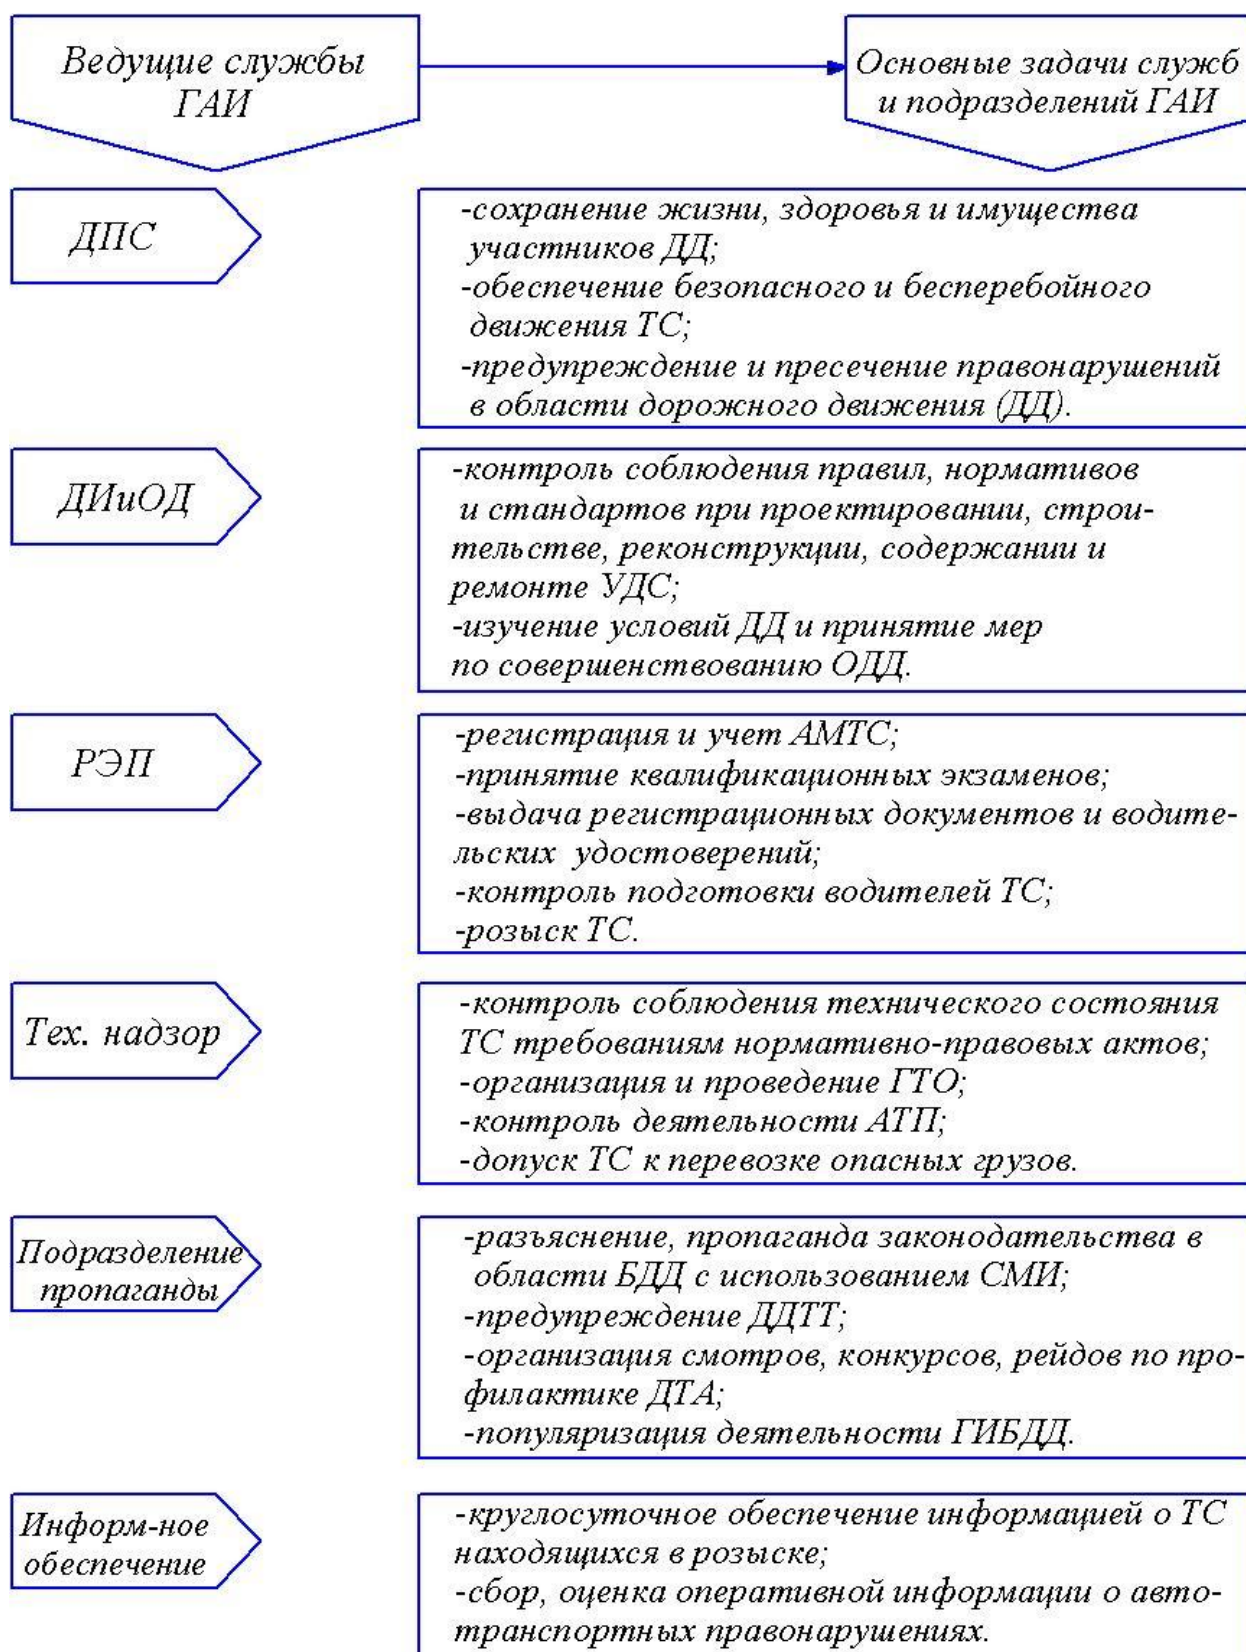 Ведущие службы
ГАИ
Основные задачи служб
и подразделений ГАИ
ДПС
-сохранение жизни, здоровья и имущества
участников ДД;
-обеспечение безопасного и бесперебойного
движения ТС;
-предупреждение и пресечение правонарушений
в области дорожного движения (ДД).
ДИиОД
-контроль соблюдения правил, нормативов
и стандартов при проектировании, строи-
тельстве, реконструкции, содержании и
ремонте УДС;
-изучение условий ДД и принятие мер
по совершенствованию ОДД.
РЭП
-регистрация и учет АМТС;
-принятие квалификационных экзаменов;
-выдача регистрационных документов и водите-
льских удостоверений;
-контроль подготовки водителей ТС;
-розыск ТС.
Тех. надзор
-контроль соблюдения технического состояния
ТС требованиям нормативно-правовых актов;
-организация и проведение ГТО;
-контроль деятельности АТП;
-допуск ТС к перевозке опасных грузов.
Подразделение
пропаганды
-разъяснение, пропаганда законодательства в
области БДД с использованием СМИ;
-предупреждение ДДТТ;
-организация смотров, конкурсов, рейдов по про-
филактике ДТА;
-популяризация деятельности ГИБДД.
Информ-ное
обеспечение
-круглосуточное обеспечение информацией о ТС
находящихся в розыске;
-сбор, оценка оперативной информации о авто-
транспортных правонарушениях.